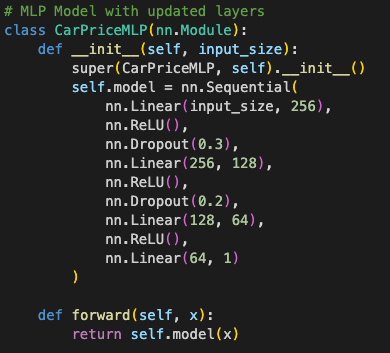 # MLP Model with updated layers
class CarPriceMLP(nn.Module):
    def __init__(self, input_size):
        super(CarPriceMLP, self).__init__()
        self.model = nn.Sequential(
            nn.Linear(input_size, 256),
            nn.ReLU(),
            nn.Dropout(0.3),
            nn.Linear(256, 128),
            nn.ReLU(),
            nn.Dropout(0.2),
            nn.Linear(128, 64),
            nn.ReLU(),
            nn.Linear(64, 1)
        )

    def forward(self, x):
        return self.model(x)